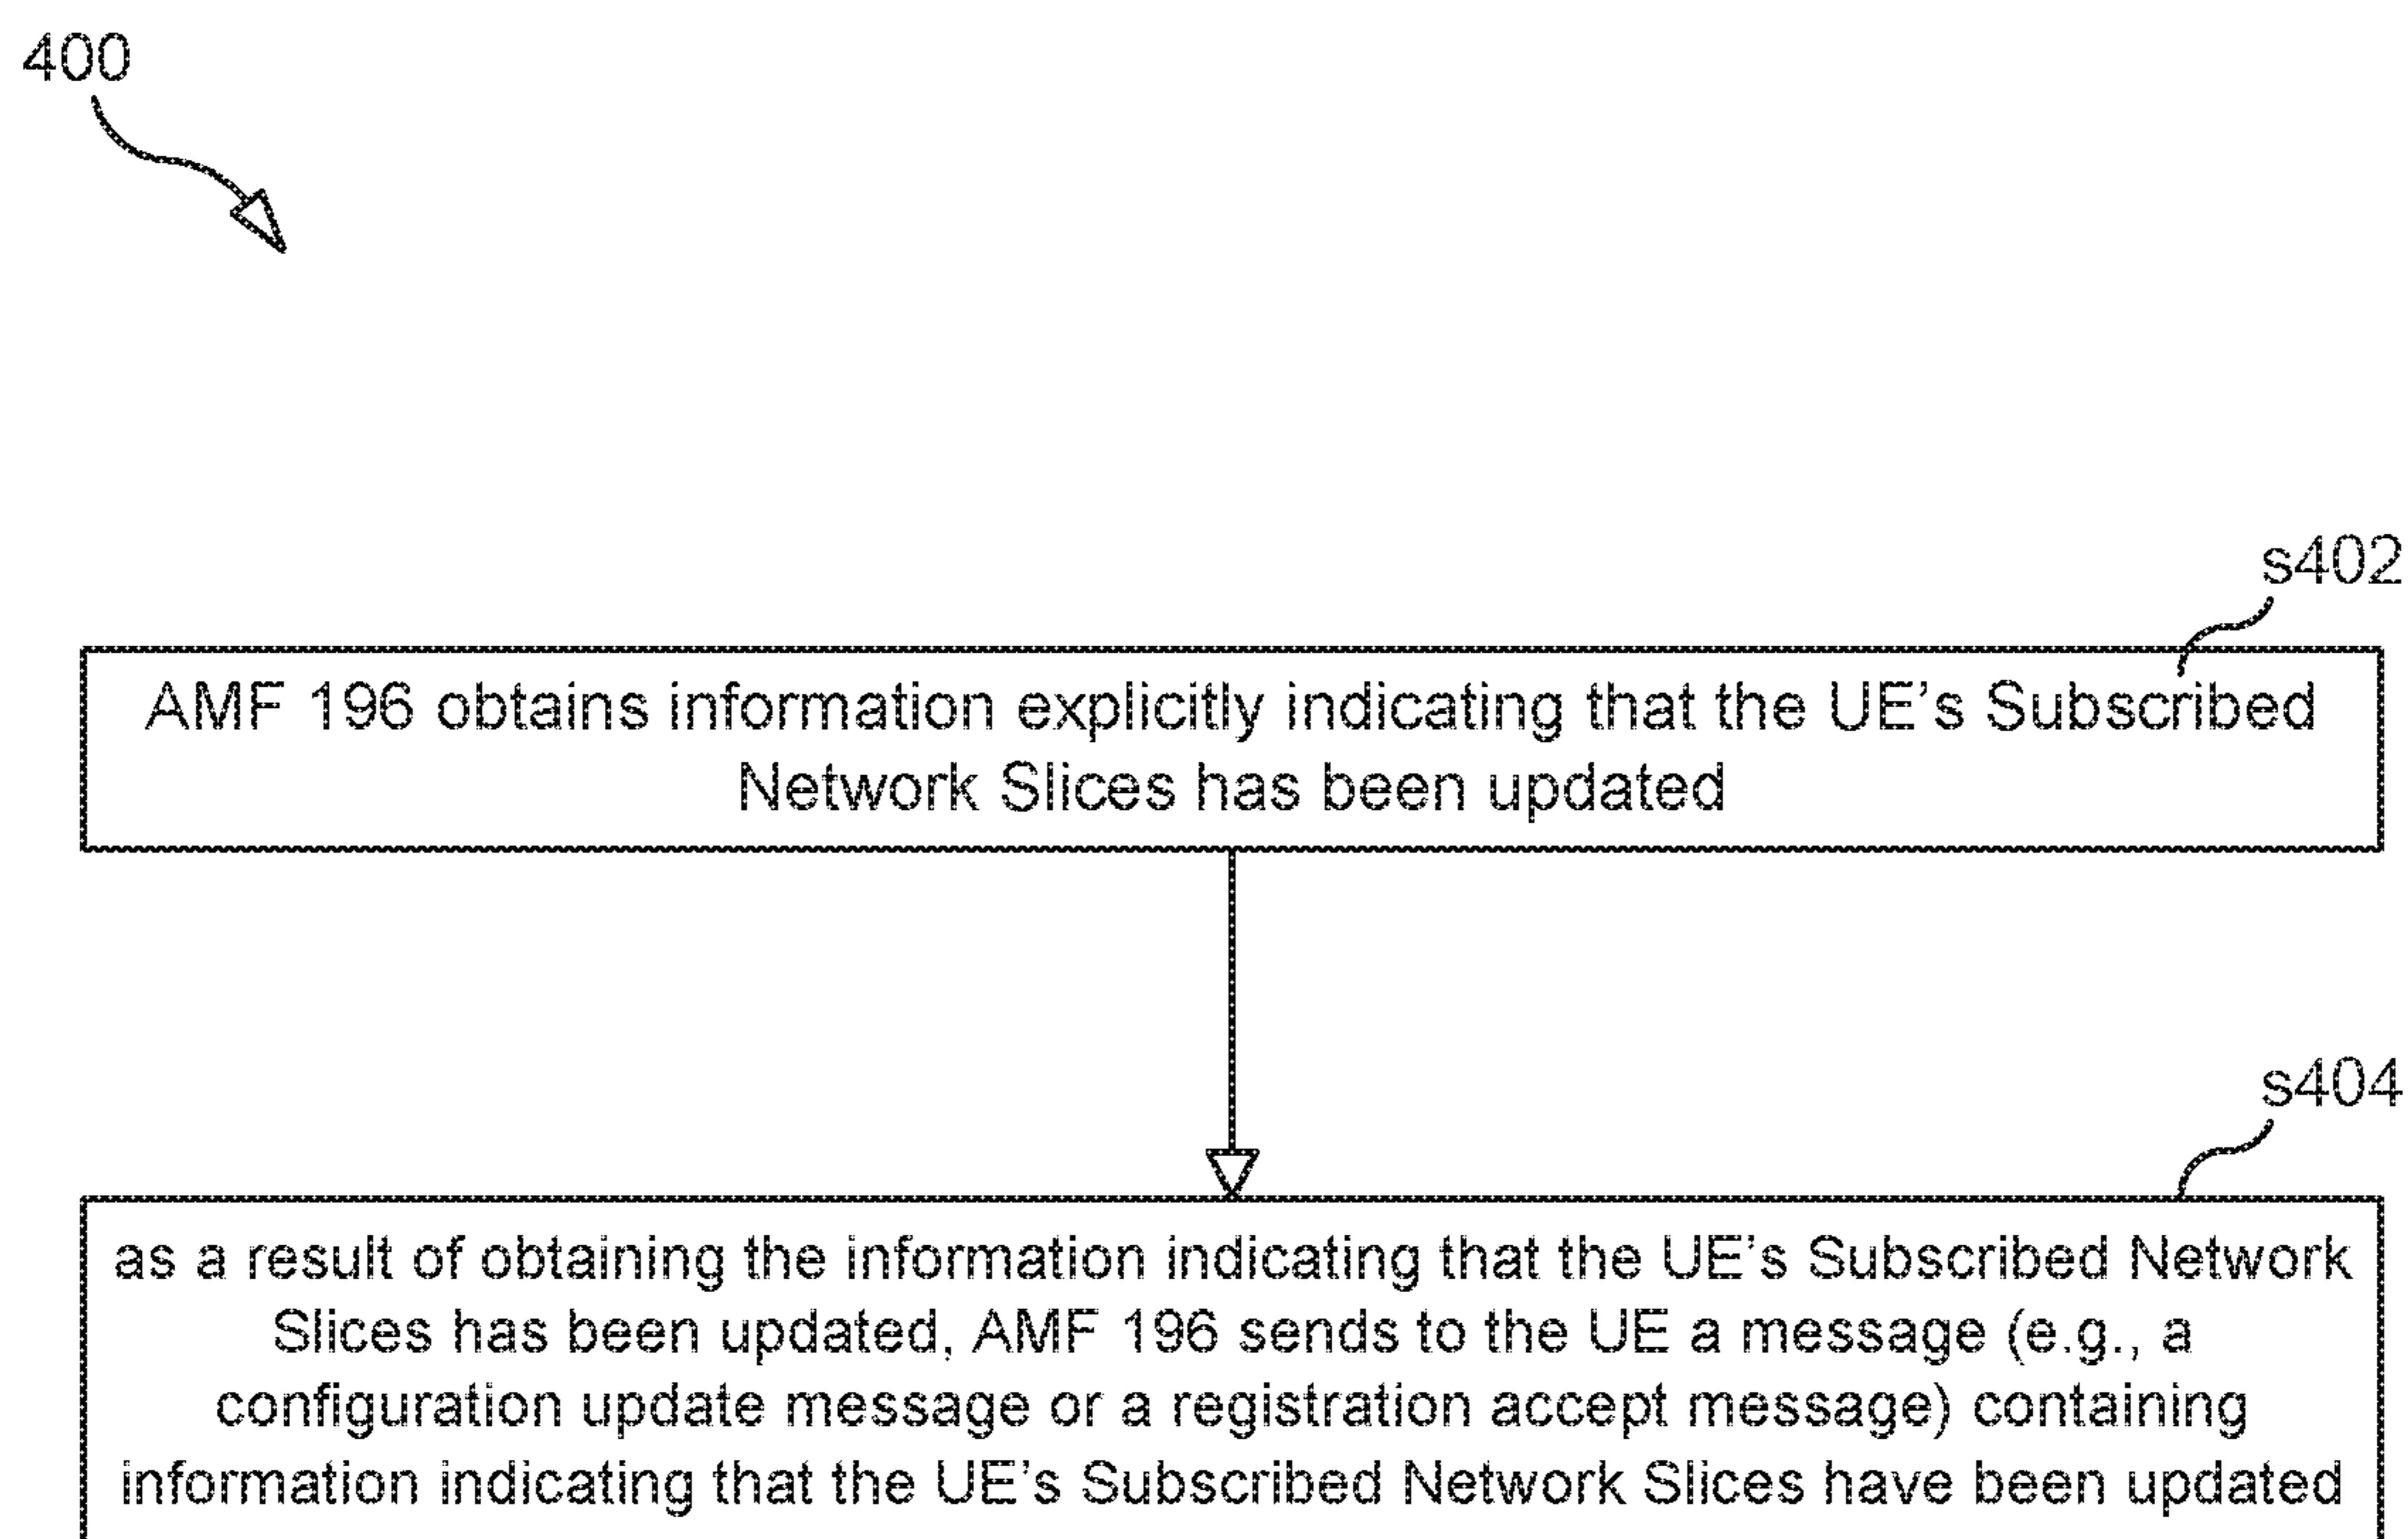 400
s402
AMF 196 obtains information explicitly indicating that the UE's Subscribed
Network Slices has been updated
s404
as a result of obtaining the information indicating that the UE's Subscribed Network
Slices has been updated, AMF 196 sends to the UE a message (e.g., a
configuration update message or a registration accept message) containing
information indicating that the UE's Subscribed Network Slices have been updated